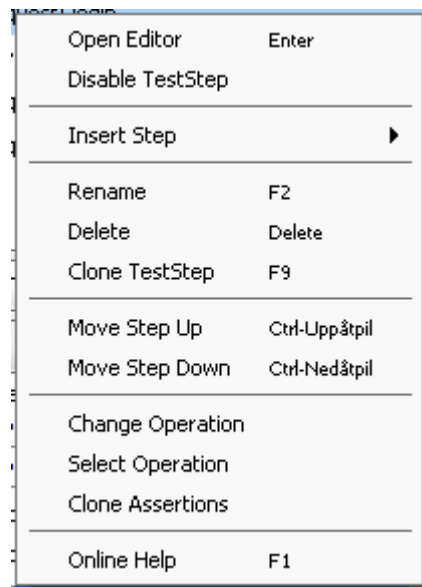 Open Editor Enter
Disable TestStep
Insert Step
Rename F2
Delete Delete
Clone TestStep F9
Move Step Up Ctrl-Uppåtpil
Move Step Down Ctrl-Nedåtpil
Change Operation
Select Operation
Clone Assertions
Online Help F1